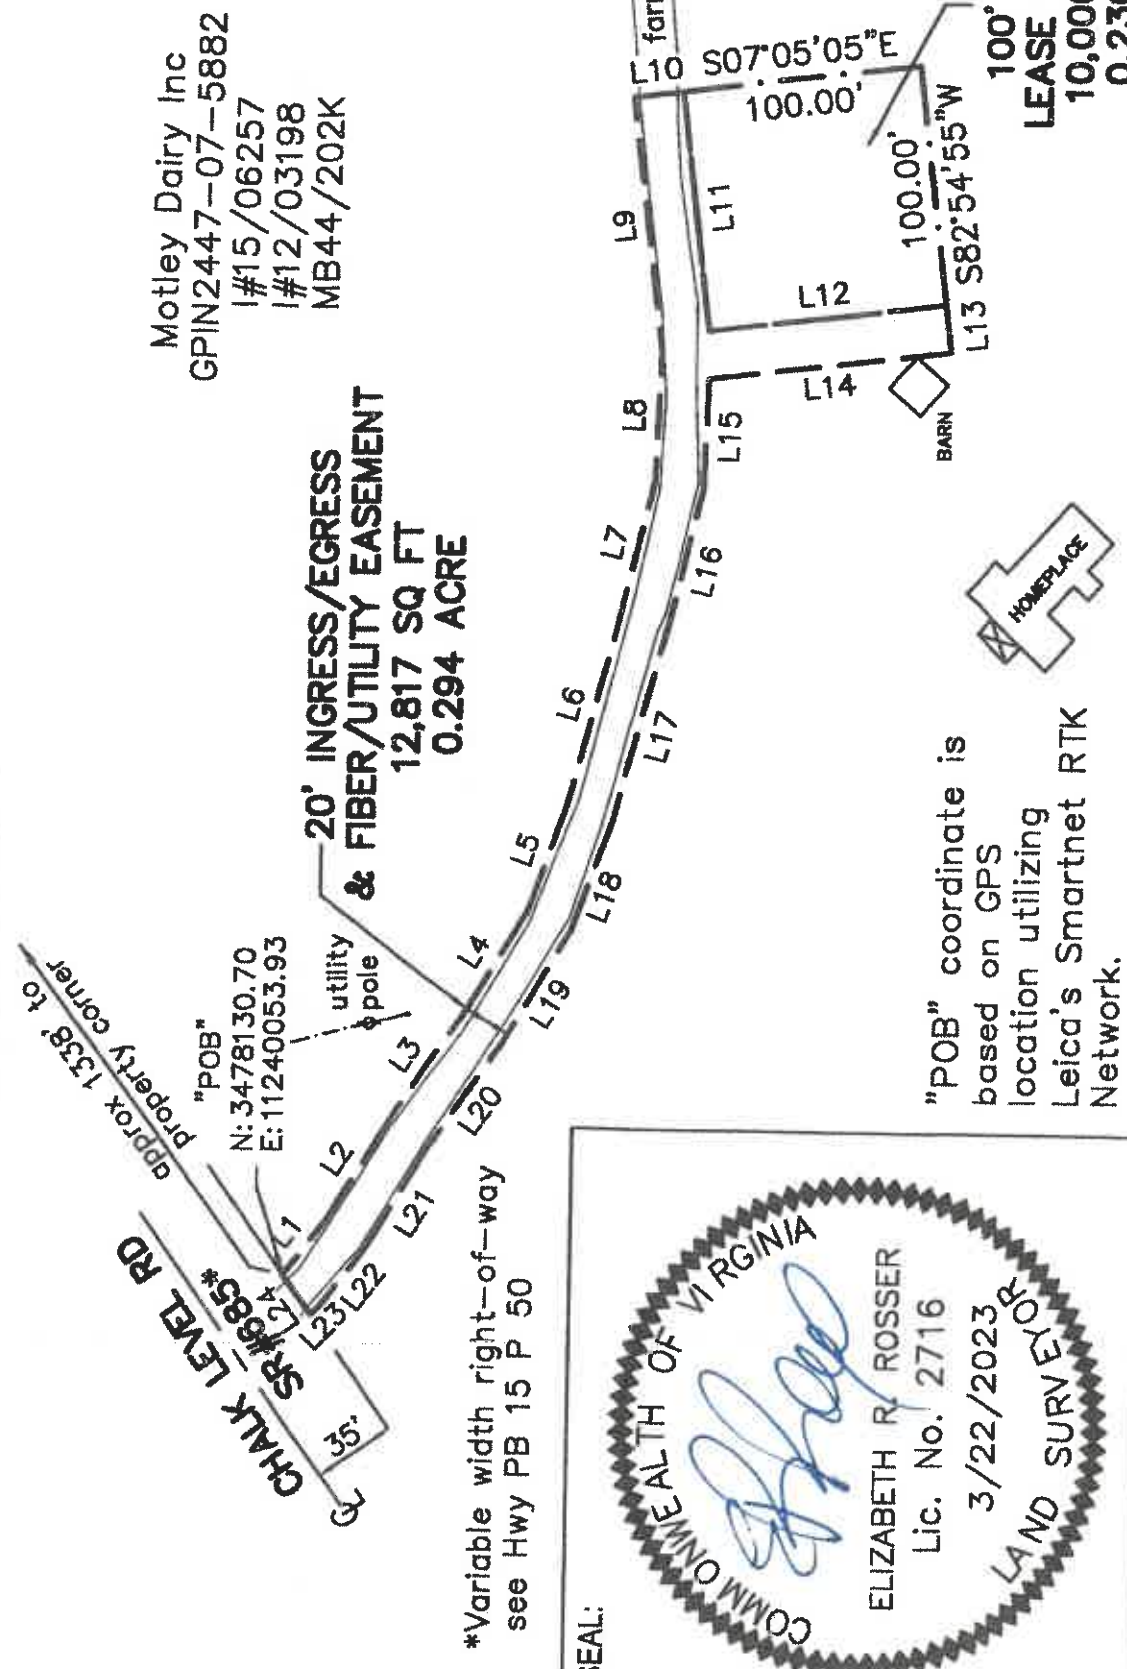 Motley Dairy Inc
GPIN2447-07-5882
I#15/06257
I#12/03198
MB44/202K
20' INGRESS/EGRESS
& FIBER/UTILITY EASEMENT
12,817 SQ FT
0.294 ACRE
approx 1338' to
property corner
"POB"
N: 3478130.70
E: 11240053.93
utility
pole
CHALK LEVEL RD
SR #685*
35'
L1
L2
L3
L4
L5
L6
L7
L8
L9
L10
S07°05'05"E
100.00'
L11
L12
100.00'
L13 S82°54'55"W
L14
L15
L16
L17
L18
L19
L20
L21
L22
L23
L24
BARN
HOMEPLACE
100'
LEASE
*Variable width right-of-way
see Hwy PB 15 P 50
"POB" coordinate is
based on GPS
location utilizing
Leica's Smartnet RTK
Network.
COMMONWEALTH OF VIRGINIA
ELIZABETH R. ROSSER
Lic. No. 2716
3/22/2023
LAND SURVEYOR